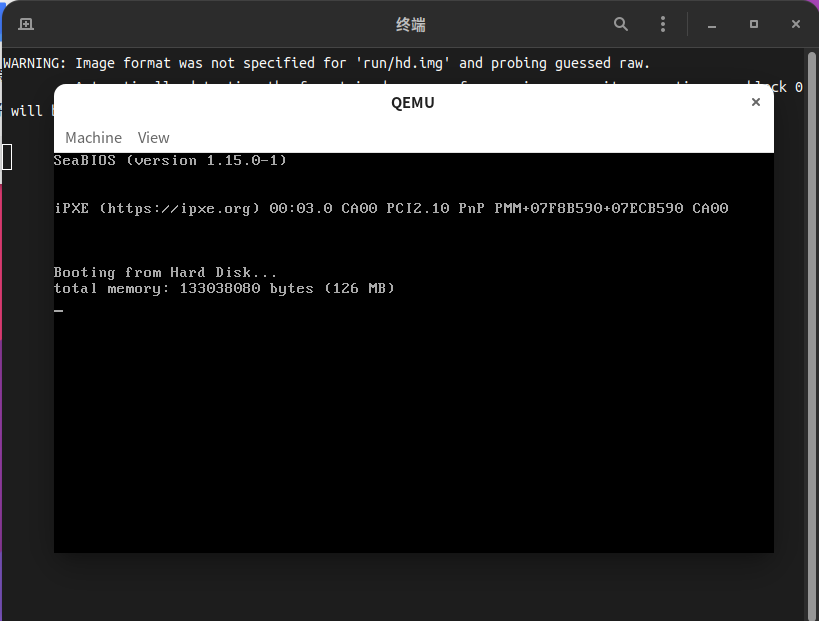 终端
WARNING: Image format was not specified for 'run/hd.img' and probing guessed raw.
ck 0
will
QEMU
Machine View
SeaBIOS (version 1.15.0-1)
iPXE (https://ipxe.org) 00:03.0 CA00 PCI2.10 PnP PMM+07F8B590+07ECB590 CA00
Booting from Hard Disk...
total memory: 133038080 bytes (126 MB)